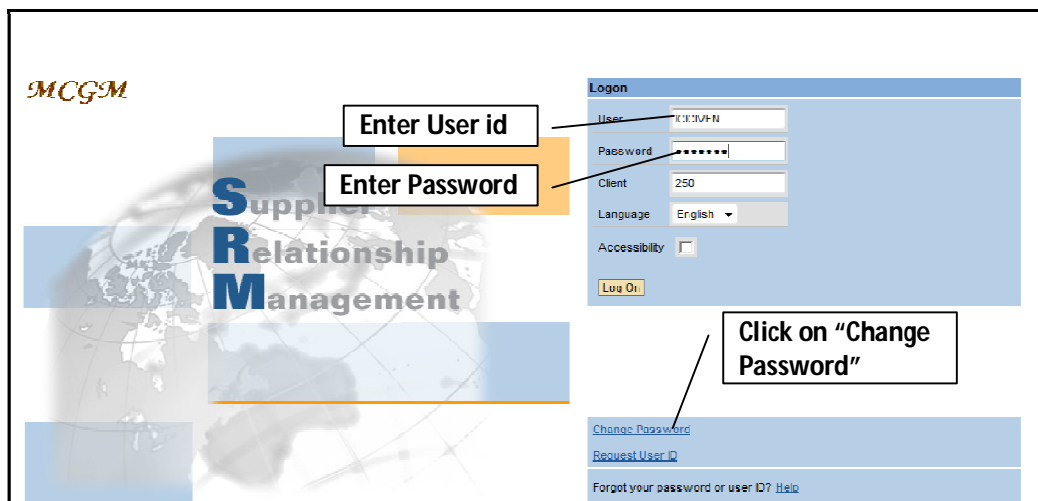 MCGM
Logon
Enter User id
User
Enter Password
Password
•••••••
Client 250
Language English
Accessibility
Log On
Supplier
Relationship
Management
Click on “Change
Password”
Change Password
Request User ID
Forgot your password or user ID? Help